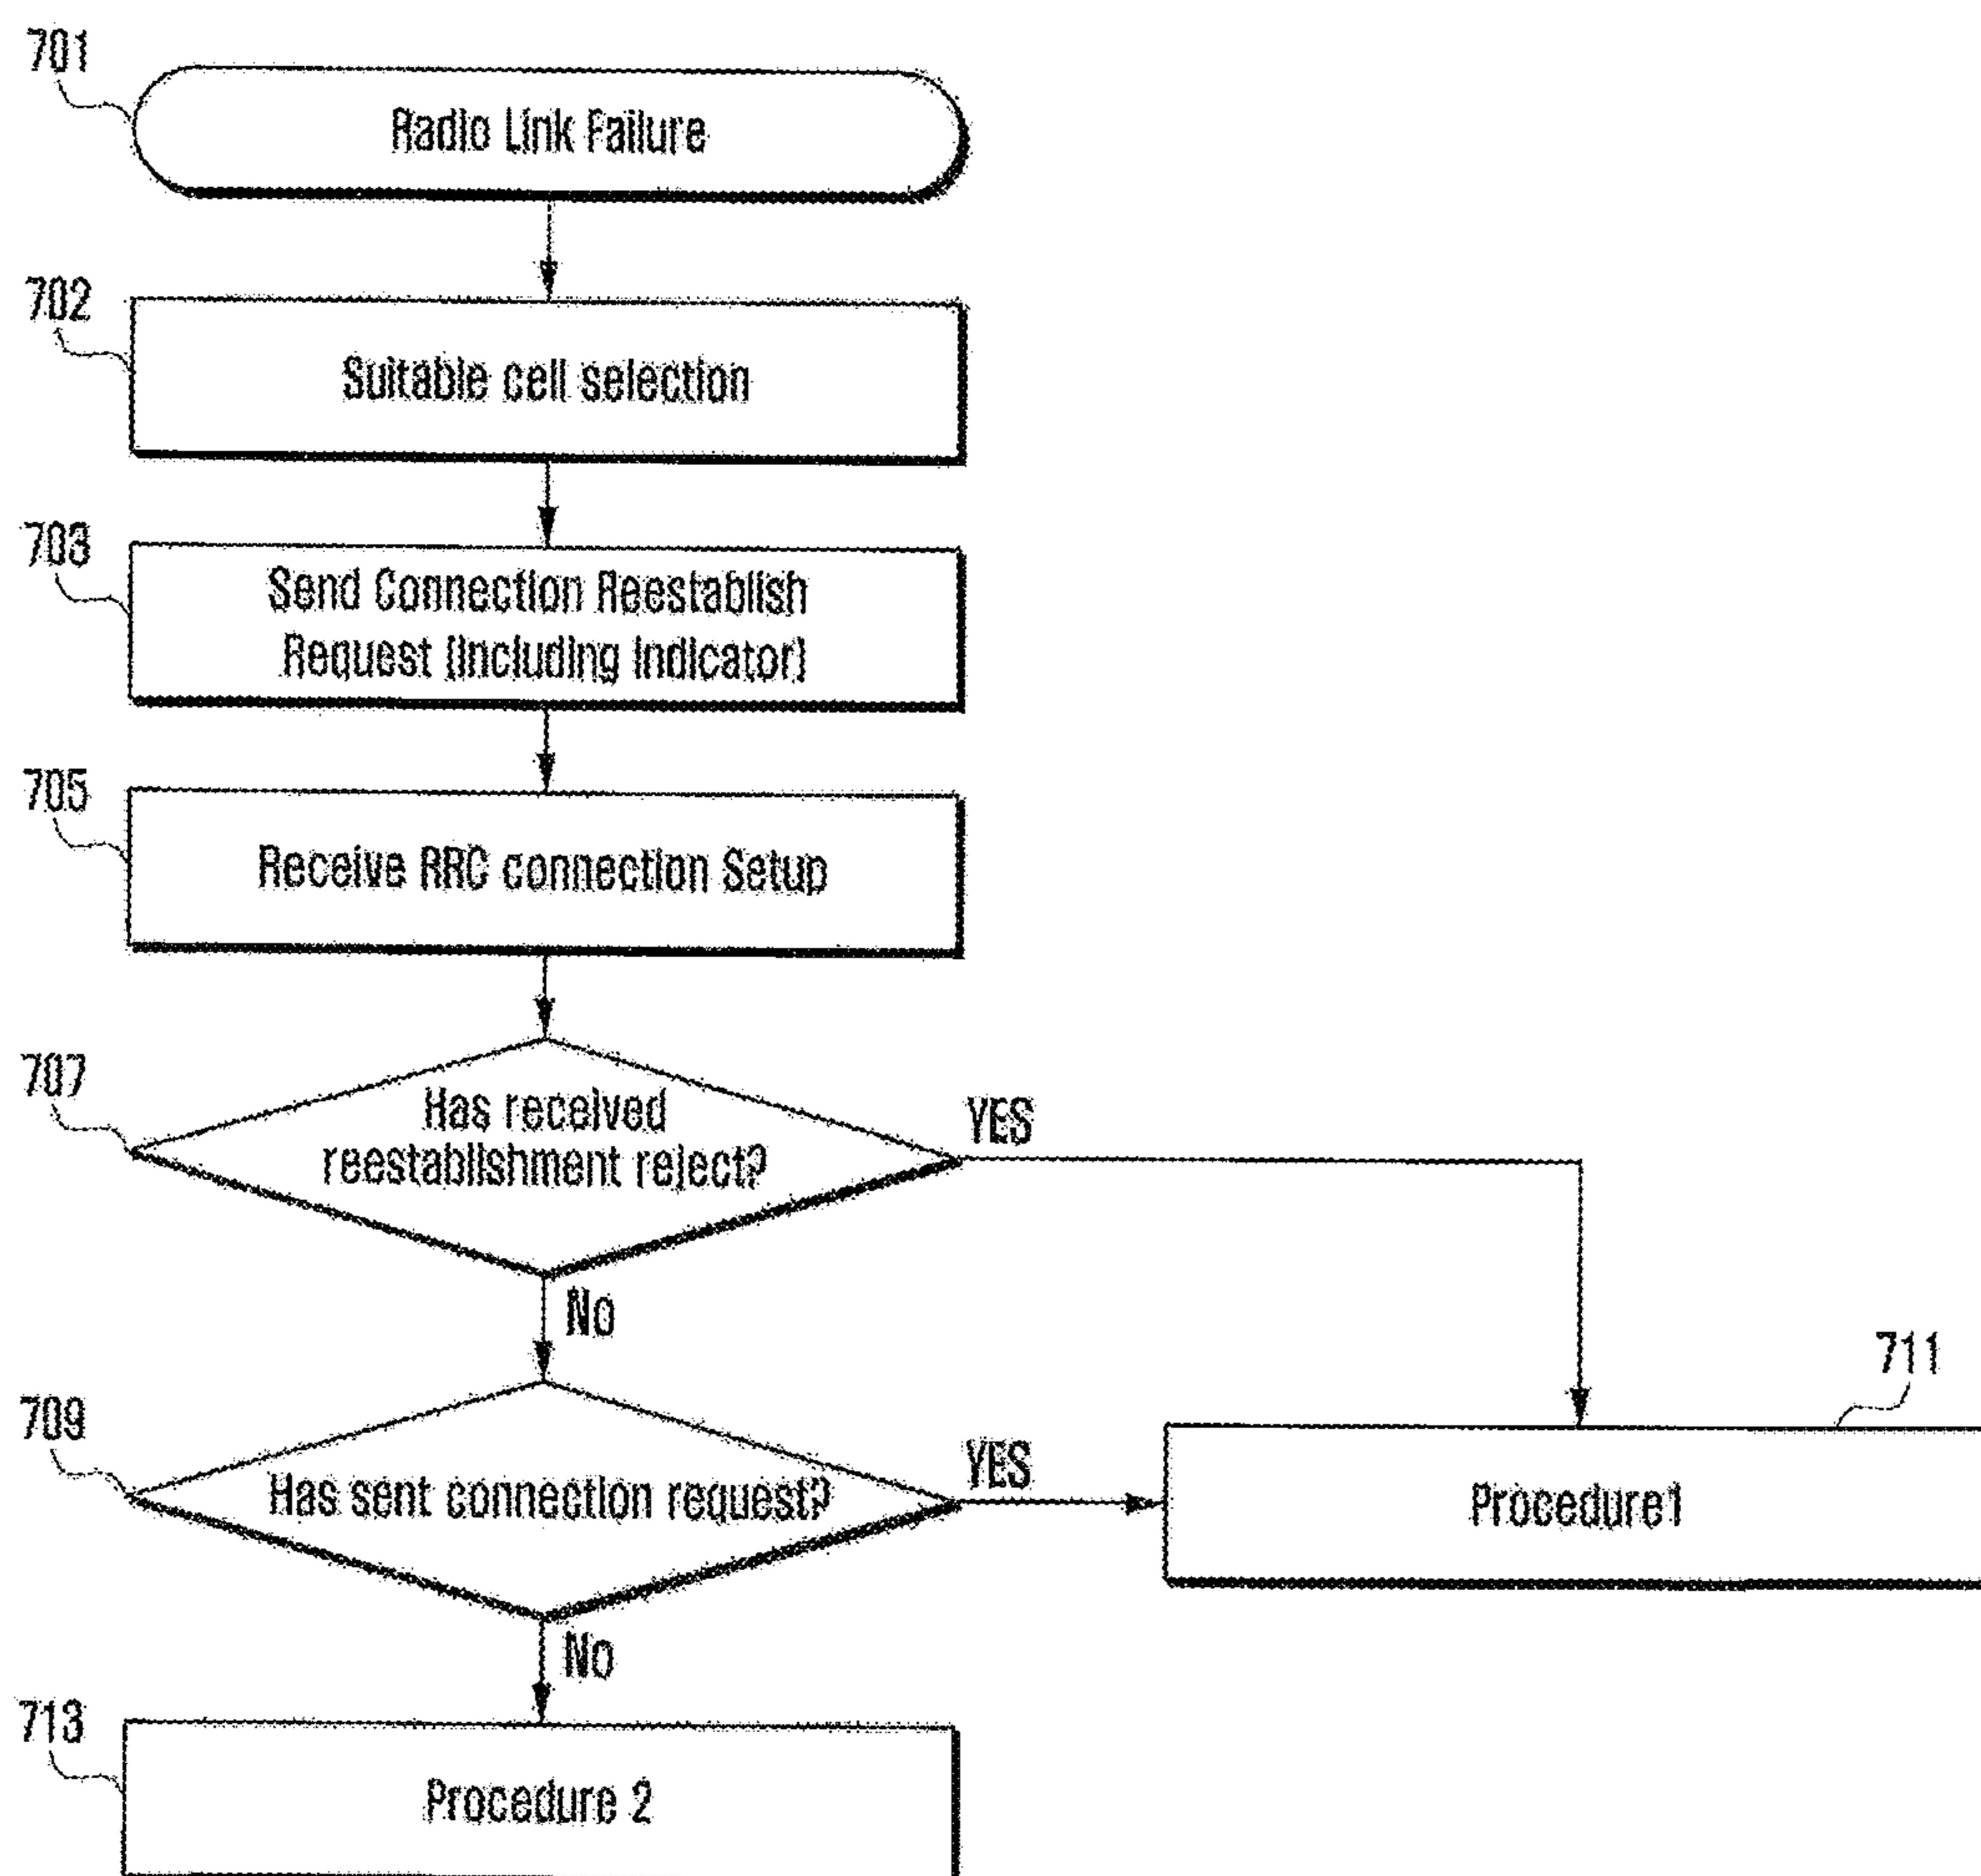 701
Radio Link Failure
702
Suitable cell selection
703
Send Connection Reestablish
Request (including indicator)
705
Receive RRC connection Setup
707
Has received
reestablishment reject?
YES
No
711
709
Has sent connection request?
YES
Procedure1
No
713
Procedure 2